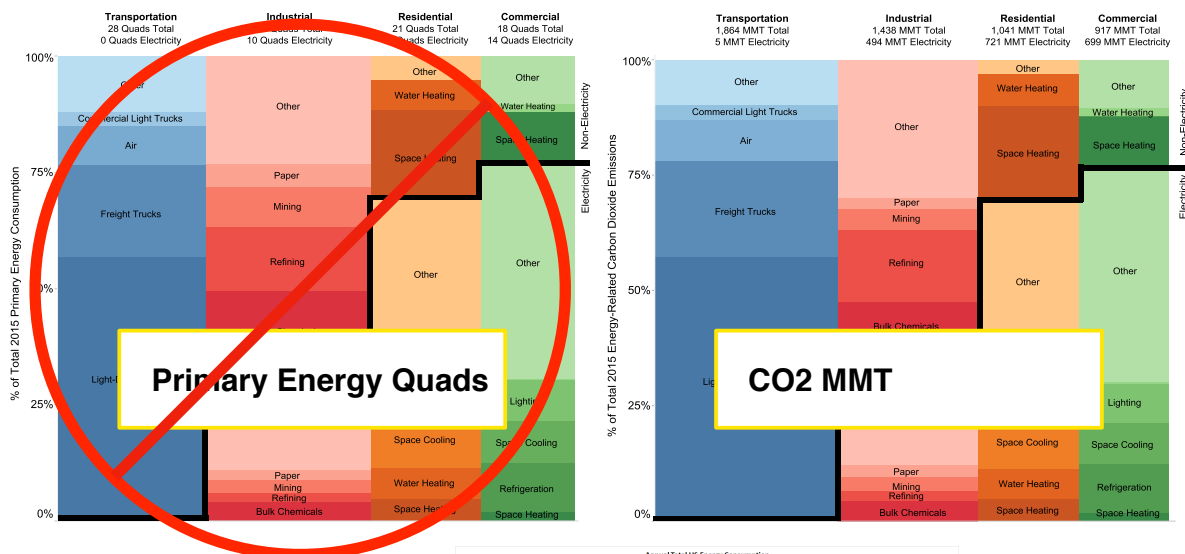 Transportation
28 Quads Total
0 Quads Electricity
Industrial
Quads Total
10 Quads Electricity
Residential
21 Quads Total
Quads Electricity
Commercial
18 Quads Total
14 Quads Electricity
% of Total 2015 Primary Energy Consumption
100%
75%
25%
0%
Other
Commercial Light Trucks
Air
Freight Trucks
Other
Paper
Mining
Refining
Paper
Mining
Refining
Bulk Chemicals
Other
Water Heating
Space Heating
Other
Space Cooling
Water Heating
Space Heating
Other
Water Heating
Space Heating
Other
Lighting
Space Cooling
Refrigeration
Space Heating
Non-Electricity
Electricity
Primary Energy Quads
Transportation
1,864 MMT Total
5 MMT Electricity
Industrial
1,438 MMT Total
494 MMT Electricity
Residential
1,041 MMT Total
721 MMT Electricity
Commercial
917 MMT Total
699 MMT Electricity
% of Total 2015 Energy-Related Carbon Dioxide Emissions
100%
75%
50%
25%
0%
Other
Commercial Light Trucks
Air
Freight Trucks
Other
Paper
Mining
Refining
Bulk Chemicals
Paper
Mining
Refining
Bulk Chemicals
Other
Water Heating
Space Heating
Other
Space Cooling
Water Heating
Space Heating
Other
Water Heating
Space Heating
Other
Lighting
Space Cooling
Refrigeration
Space Heating
Non-Electricity
Electricity
CO2 MMT